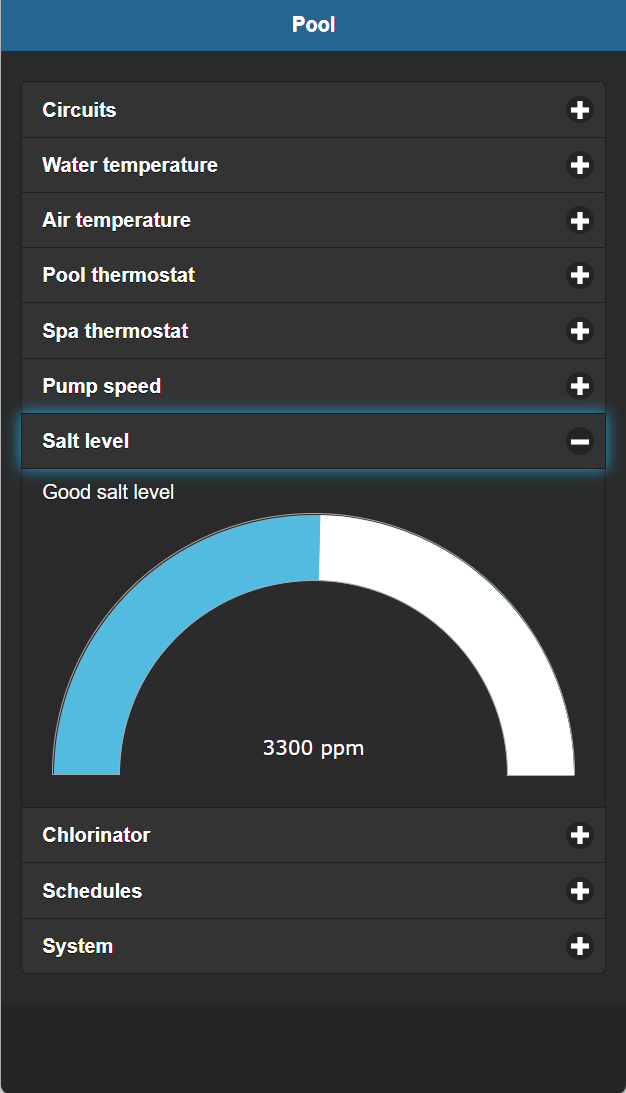 Pool
Circuits
Water temperature
Air temperature
Pool thermostat
Spa thermostat
Pump speed
Salt level
Good salt level
3300 ppm
Chlorinator
Schedules
System